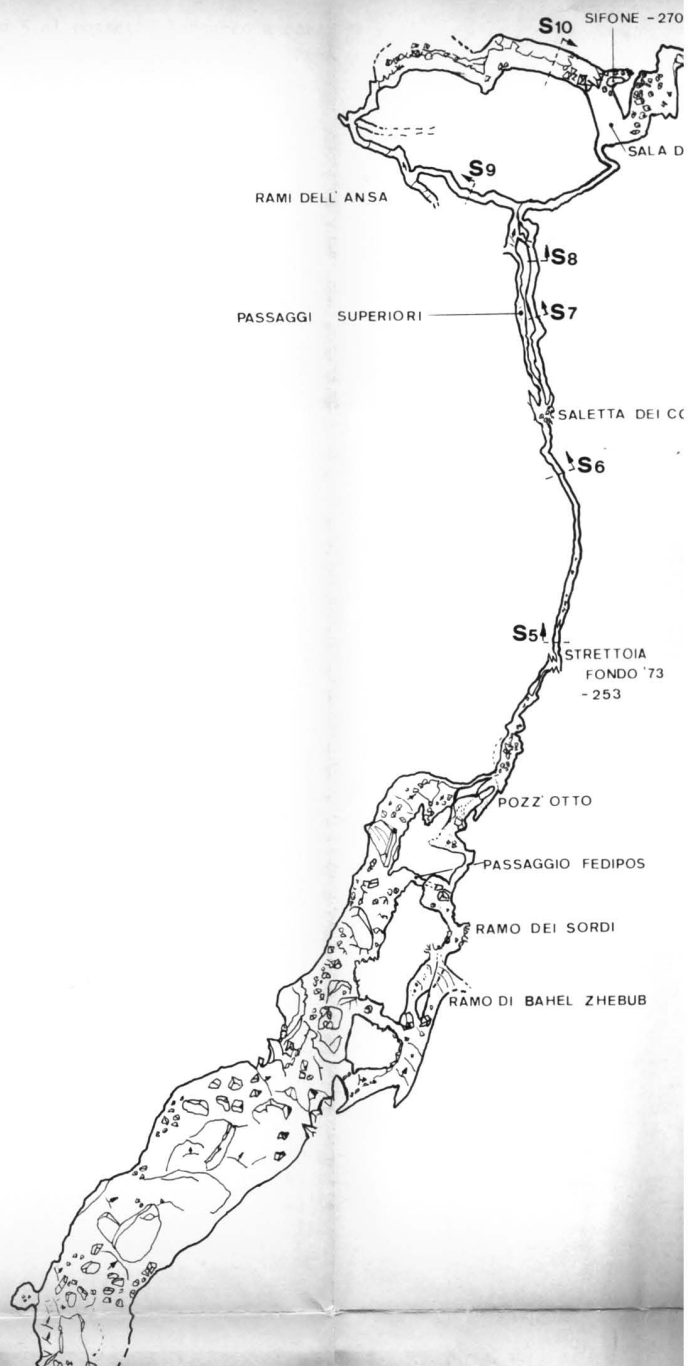 SIFONE -270
S10
SALA D
S9
RAMI DELL' ANSA
S8
S7
PASSAGGI SUPERIORI
SALETTA DEI CO
S6
S5
STRETTOIA
FONDO '73
-253
POZZ'OTTO
PASSAGGIO FEDIPOS
RAMO DEI SORDI
RAMO DI BAHEL ZHEBUB